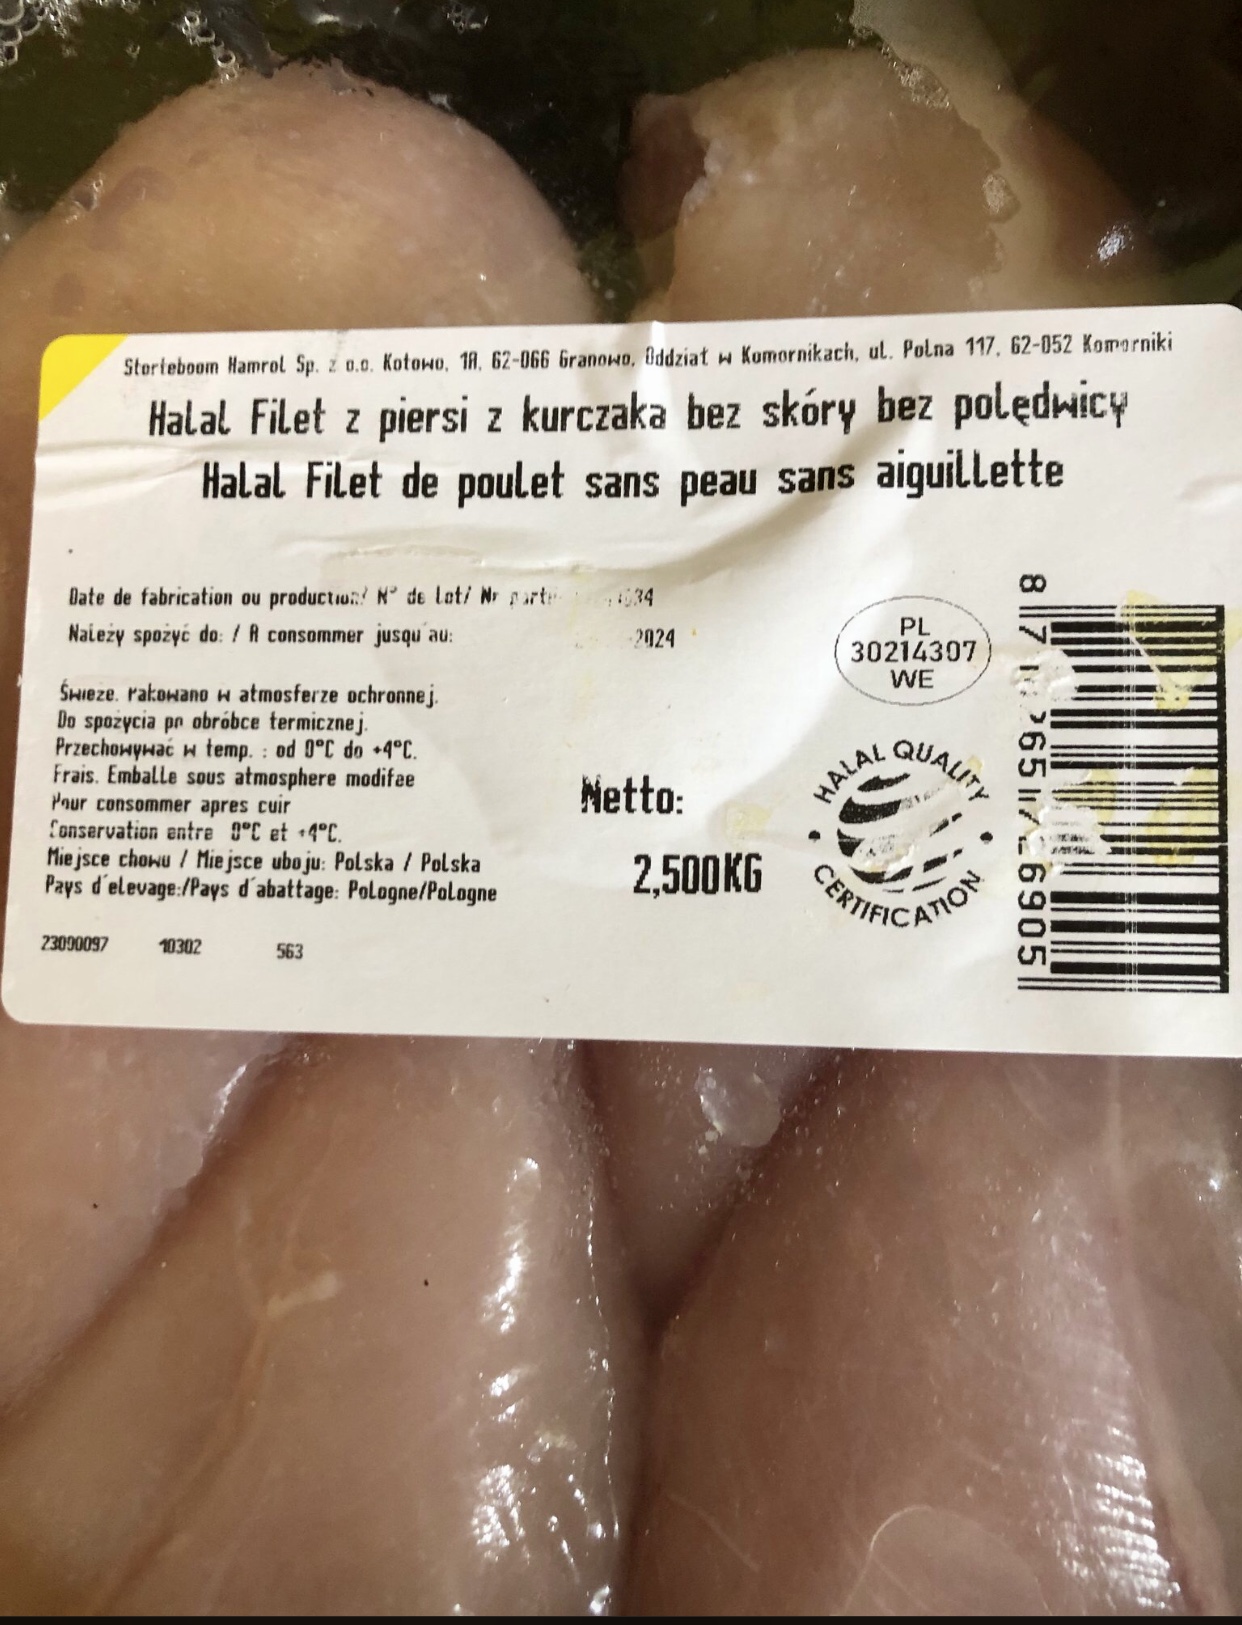 Storteboom Hamrol Sp. z o.o. Kotowo, 1A, 62-066 Granowo, Oddział w Komornikach, ul. Polna 117, 62-052 Komorniki
Halal Filet z piersi z kurczaka bez skóry bez polędwicy
Halal Filet de poulet sans peau sans aiguillette
Date de fabrication ou production/ N° de Lot/ Nr
Należy spożyć do: / A consommer jusqu'au: 2024
Świeże. Pakowano w atmosferze ochronnej.
Do spożycia po obróbce termicznej.
Przechowywać w temp. : od 0°C do +4°C.
Frais. Emballe sous atmosphere modifee
Pour consommer apres cuir
Conservation entre 0°C et +4°C.
Miejsce chowu / Miejsce uboju: Polska / Polska
Pays d'elevage:/Pays d'abattage: Pologne/Pologne
23090097 10302 563
Netto:
2,500KG
PL
30214307
WE
HALAL QUALITY
CERTIFICATION
8
6905